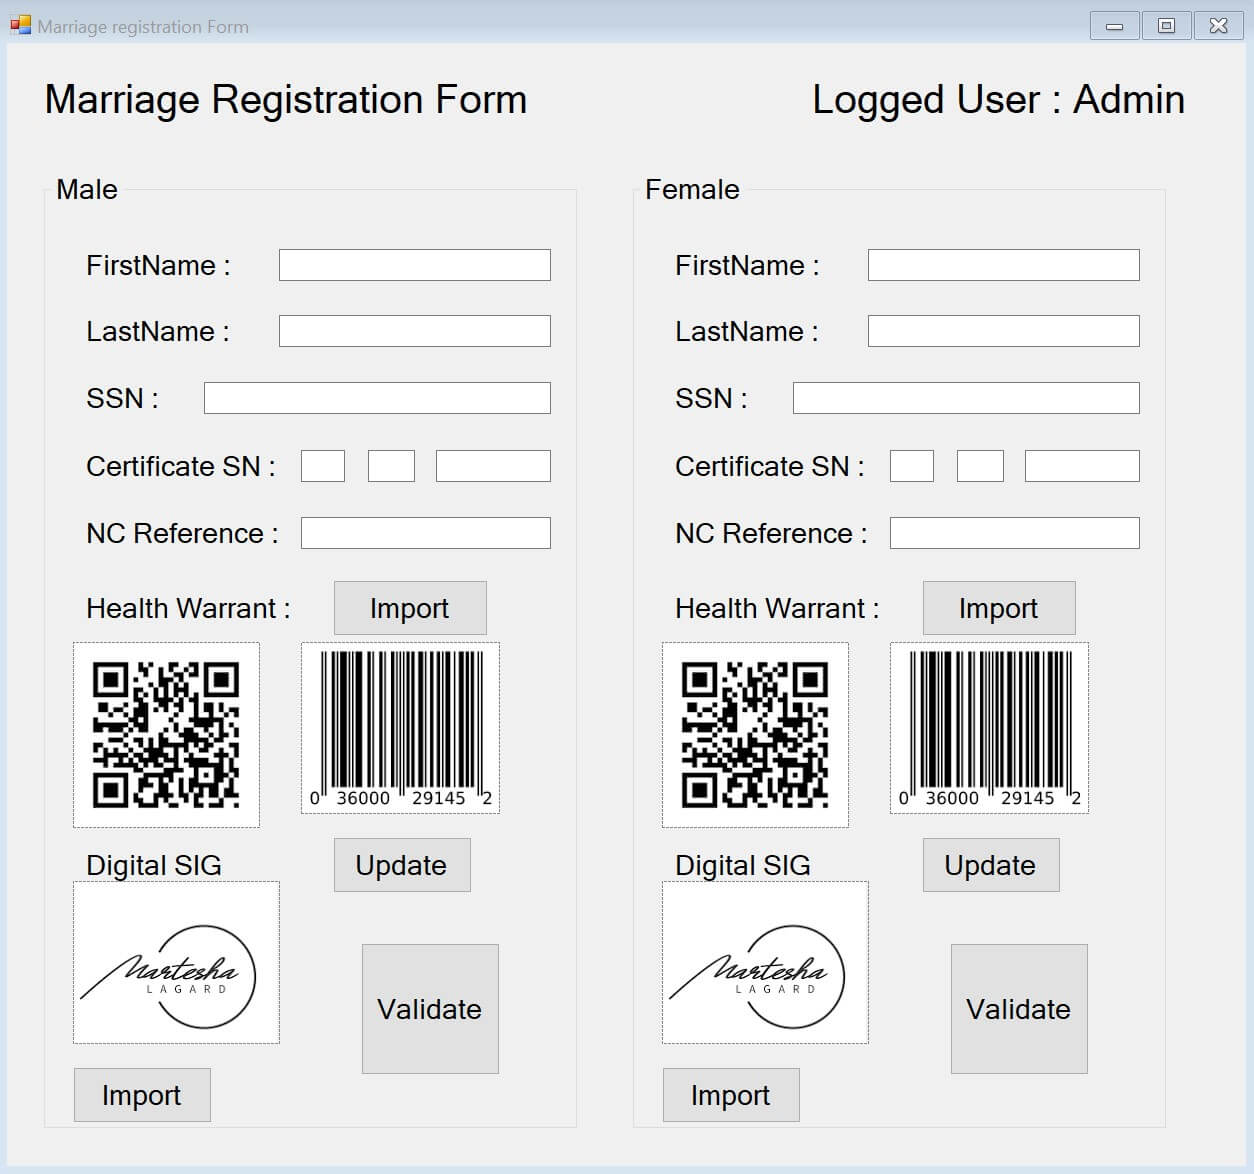 Marriage registration Form
Marriage Registration Form
Logged User : Admin
Male
FirstName :
LastName :
SSN :
Certificate SN :
NC Reference :
Health Warrant :
Import
0 36000 29145 2
Digital SIG
Update
Martesha
LAGARD
Validate
Import
Female
FirstName :
LastName :
SSN :
Certificate SN :
NC Reference :
Health Warrant :
Import
0 36000 29145 2
Digital SIG
Update
Martesha
LAGARD
Validate
Import